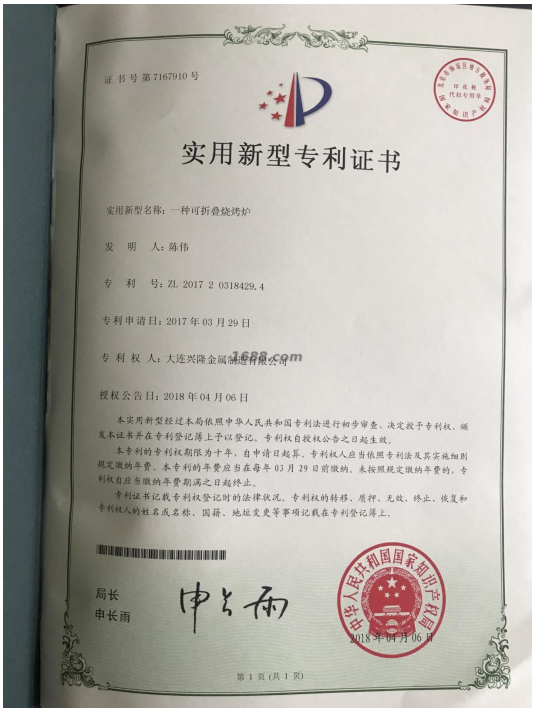 证书号第7167910号
实用新型专利证书
实用新型名称：一种可折叠烧烤炉
发 明 人：陈伟
专 利 号：ZL 2017 2 0318429.4
专利申请日：2017年03月29日
专 利 权 人：大连兴隆金属制造有限公司
1688.com
授权公告日：2018年04月06日
本实用新型经过本局依照中华人民共和国专利法进行初步审查，决定授予专利权，颁
发本证书并在专利登记簿上予以登记。专利权自授权公告之日起生效。
本专利的专利权期限为十年，自申请日起算。专利权人应当依照专利法及其实施细则
规定缴纳年费。本专利的年费应当在每年03月29日前缴纳。未按照规定缴纳年费的，专
利权自应当缴纳年费期满之日起终止。
专利证书记载专利权登记时的法律状况。专利权的转移、质押、无效、终止、恢复和
专利权人的姓名或名称、国籍、地址变更等事项记载在专利登记簿上。
局长
申长雨
申长雨
中华人民共和国国家知识产权局
2018年04月06日
第1页(共1页)